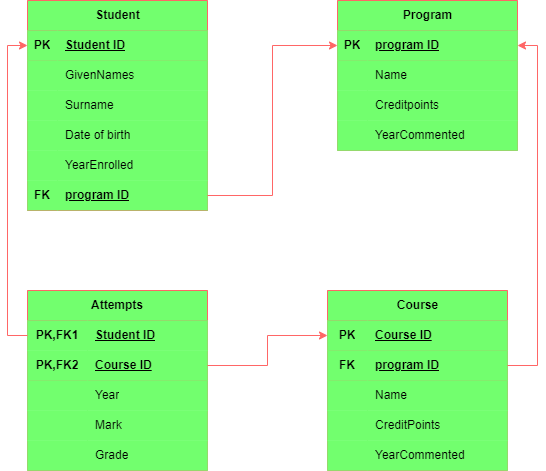 Student
PK Student ID
GivenNames
Surname
Date of birth
YearEnrolled
FK program ID
Program
PK program ID
Name
Creditpoints
YearCommented
Attempts
PK,FK1 Student ID
PK,FK2 Course ID
Year
Mark
Grade
Course
PK Course ID
FK program ID
Name
CreditPoints
YearCommented